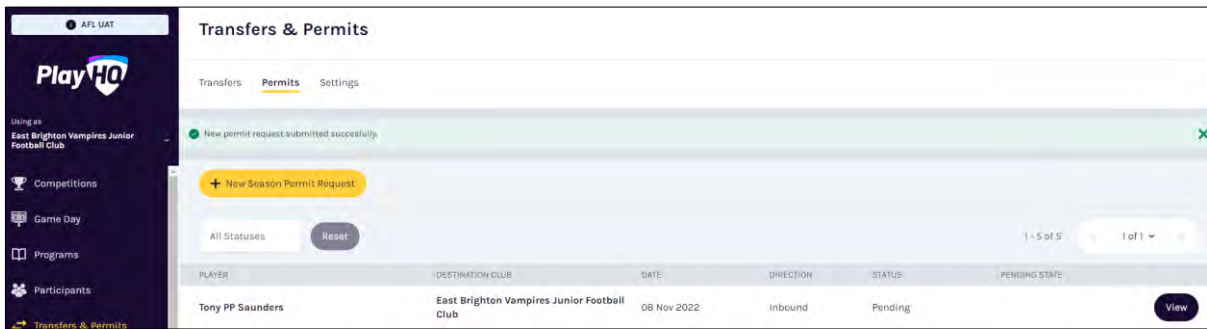 AFL UAT
PlayHQ
Using as
East Brighton Vampires Junior
Football Club
Competitions
Game Day
Programs
Participants
Transfers & Permits
Transfers & Permits
Transfers Permits Settings
New permit request submitted succesfully.
+ New Season Permit Request
All Statuses Reset 1 - 5 of 5 1 of 1
PLAYER DESTINATION CLUB DATE DIRECTION STATUS PENDING STATE
Tony PP Saunders East Brighton Vampires Junior Football
Club 08 Nov 2022 Inbound Pending View